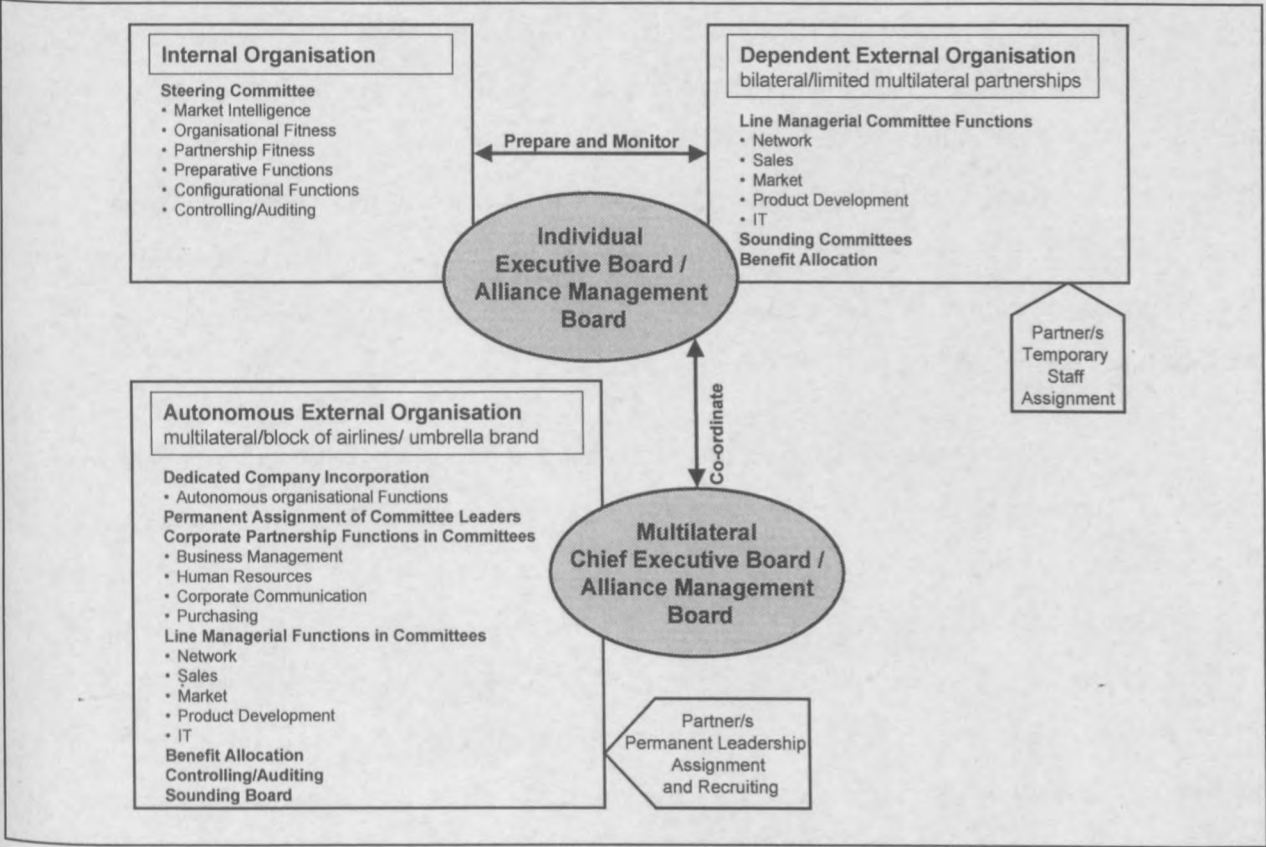 Internal Organisation
Steering Committee
• Market Intelligence
• Organisational Fitness
• Partnership Fitness
• Preparative Functions
• Configurational Functions
• Controlling/Auditing
Prepare and Monitor
Dependent External Organisation
bilateral/limited multilateral partnerships
Line Managerial Committee Functions
• Network
• Sales
• Market
• Product Development
• IT
Sounding Committees
Benefit Allocation
Individual
Executive Board /
Alliance Management
Board
Partner/s
Temporary
Staff
Assignment
Co-ordinate
Autonomous External Organisation
multilateral/block of airlines/ umbrella brand
Dedicated Company Incorporation
• Autonomous organisational Functions
Permanent Assignment of Committee Leaders
Corporate Partnership Functions in Committees
• Business Management
• Human Resources
• Corporate Communication
• Purchasing
Line Managerial Functions in Committees
• Network
• Sales
• Market
• Product Development
• IT
Benefit Allocation
Controlling/Auditing
Sounding Board
Multilateral
Chief Executive Board /
Alliance Management
Board
Partner/s
Permanent Leadership
Assignment
and Recruiting